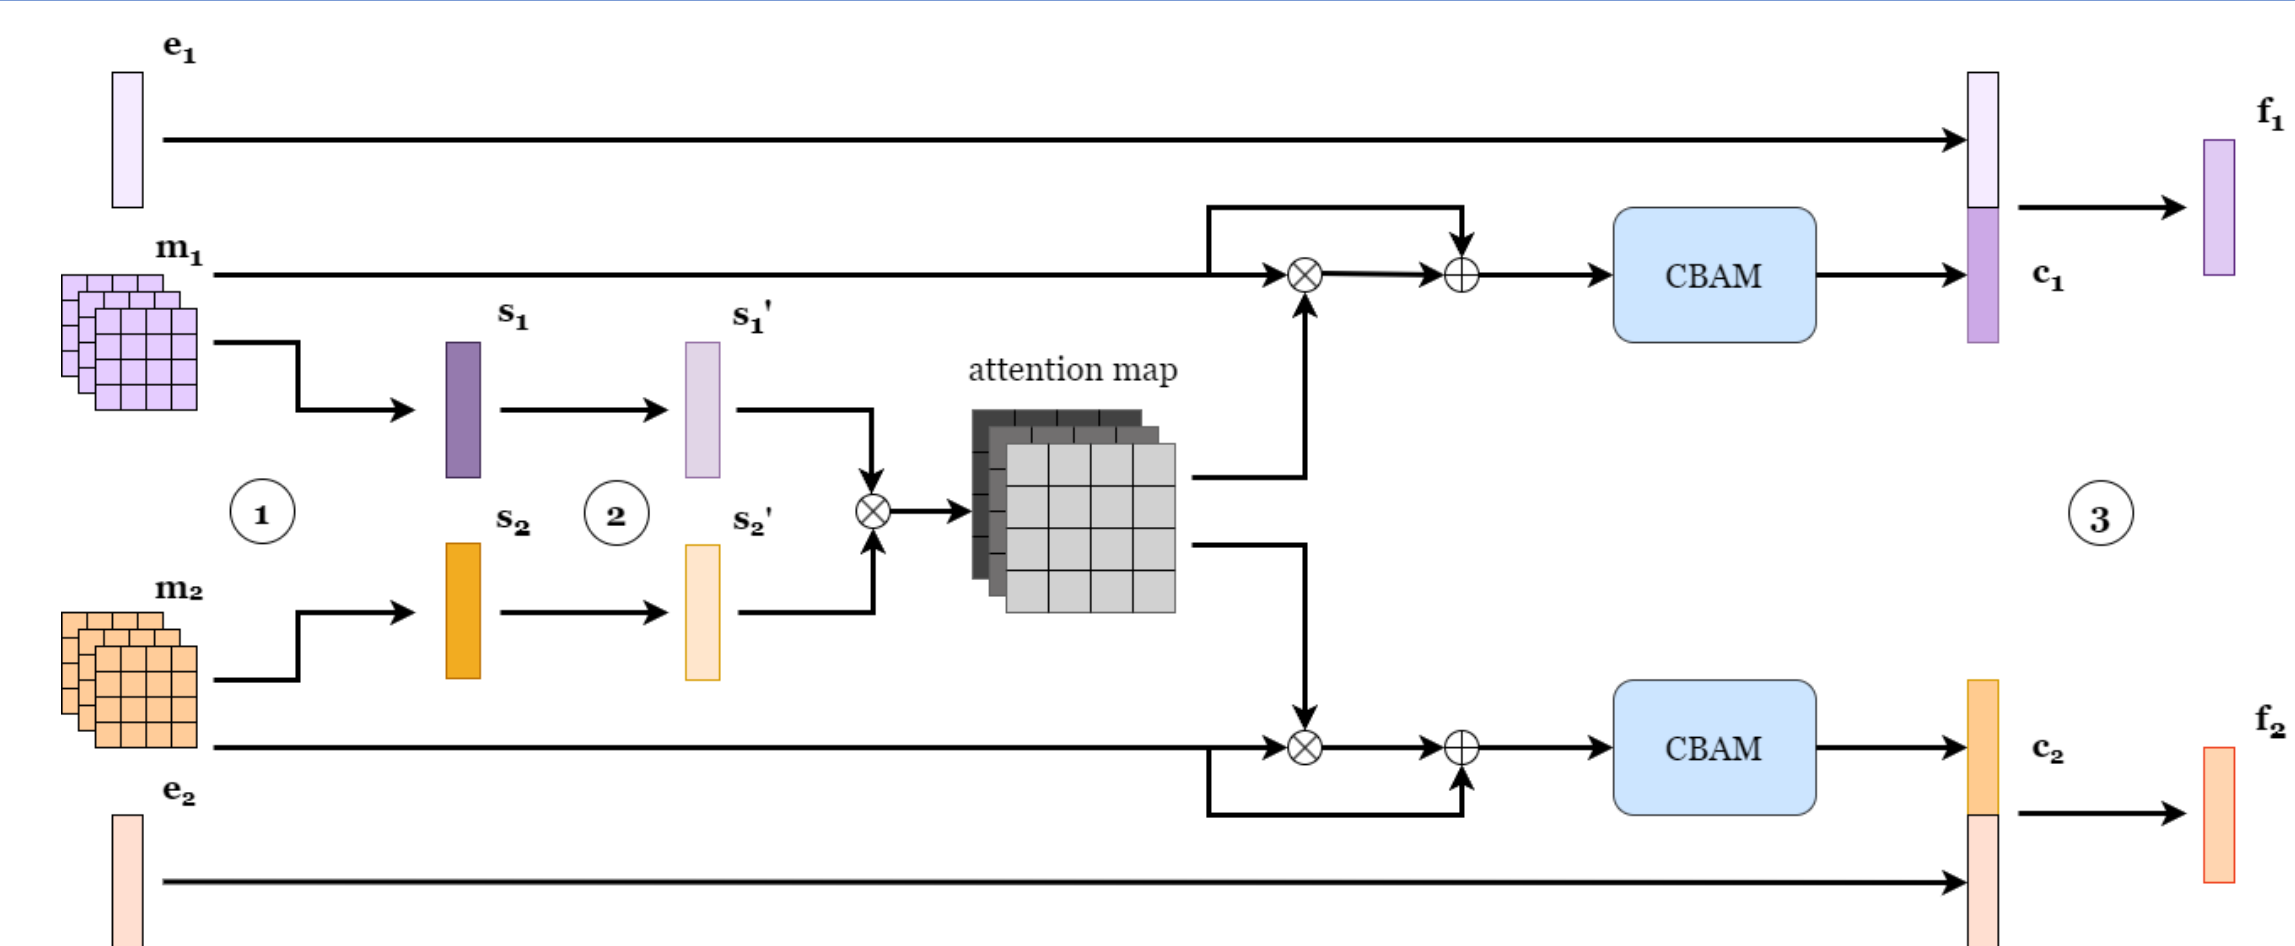 e₁
f₁
m₁
CBAM
c₁
s₁
s₁'
attention map
1
2
3
s₂
s₂'
m₂
f₂
CBAM
c₂
e₂